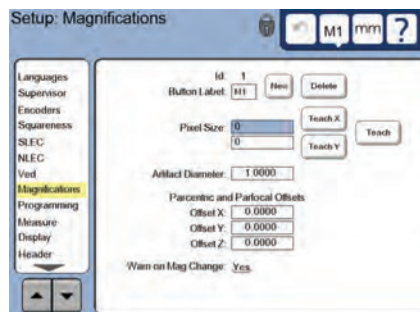 Setup: Magnifications
M1 mm ?
Languages
Supervisor
Encoders
Squareness
SLEC
NLEC
Ved
Magnifications
Programming
Measure
Display
Header
Id: 1
Button Label: M1 New Delete
Pixel Size: 0 Teach X
0 Teach Y
Teach
Artifact Diameter: 1.0000
Parcentric and Parfocal Offsets
Offset X: 0.0000
Offset Y: 0.0000
Offset Z: 0.0000
Warn on Mag Change: Yes